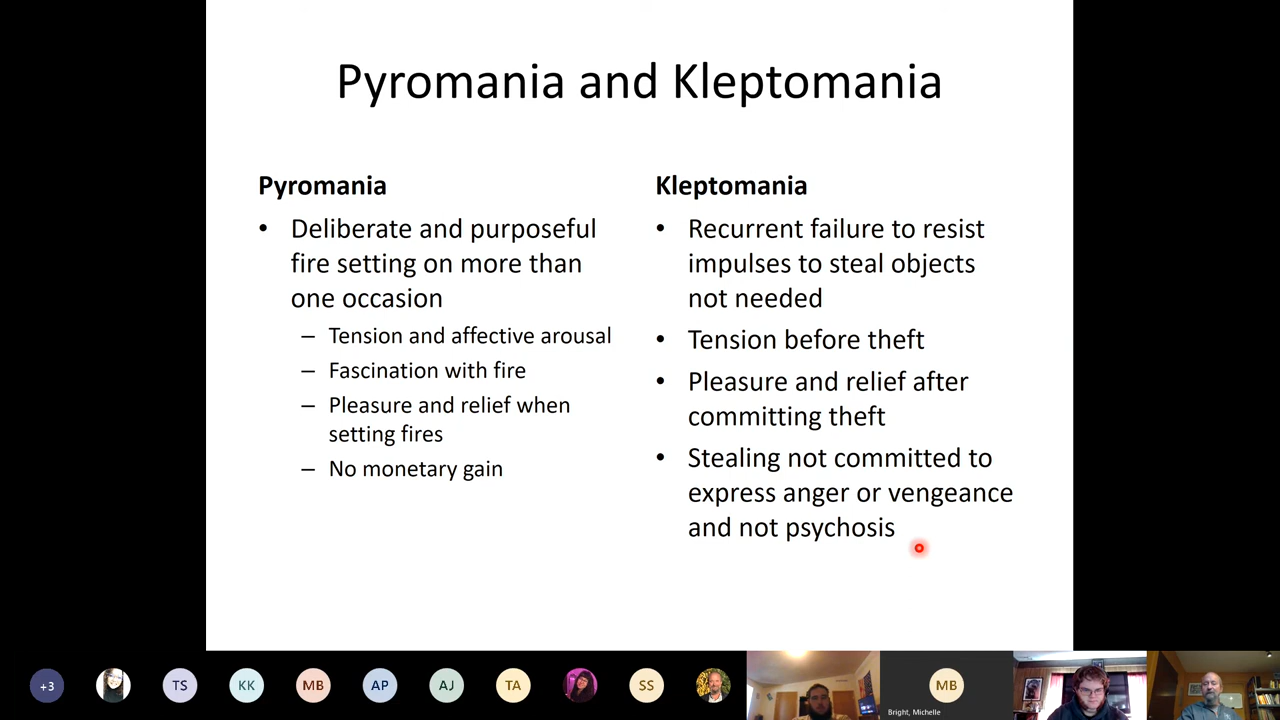 Pyromania and Kleptomania
Pyromania
• Deliberate and purposeful
fire setting on more than
one occasion
– Tension and affective arousal
– Fascination with fire
– Pleasure and relief when
setting fires
– No monetary gain
Kleptomania
• Recurrent failure to resist
impulses to steal objects
not needed
• Tension before theft
• Pleasure and relief after
committing theft
• Stealing not committed to
express anger or vengeance
and not psychosis
+3
TS
KK
MB
AP
AJ
TA
SS
MB
Bright, Michelle